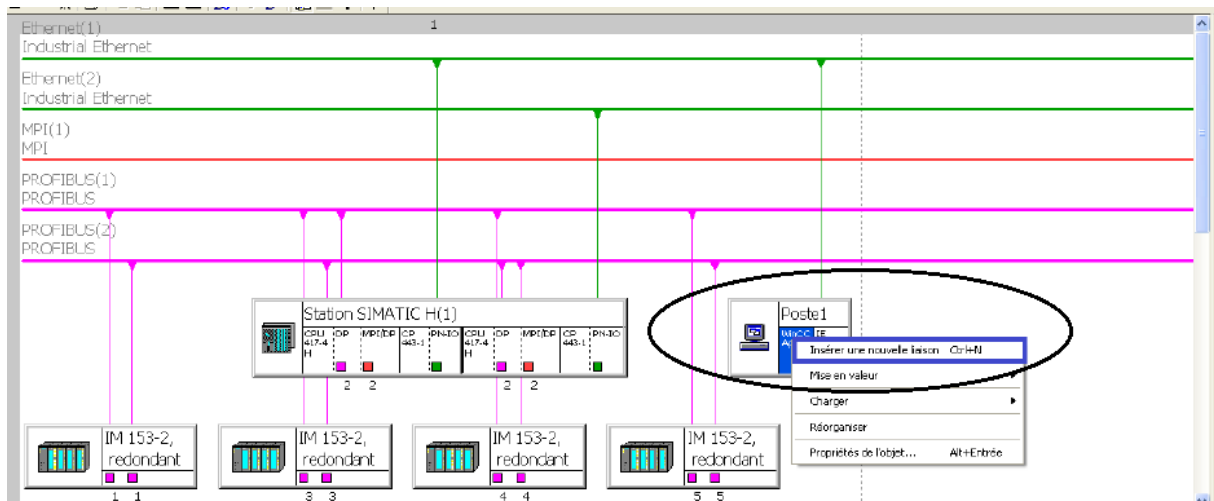 Ethernet(1)
1
Industrial Ethernet
Ethernet(2)
Industrial Ethernet
MPI(1)
MPI
PROFIBUS(1)
PROFIBUS
PROFIBUS(2)
PROFIBUS
Station SIMATIC H(1)
CPU DP MPI/DP CP PN-IO CPU DP MPI/DP CP PN-IO
417-4 443-1 417-4 443-1
H H
2 2 2 2
Poste1
WinCC IE
Insérer une nouvelle liaison Ctrl+N
Mise en valeur
Charger
Réorganiser
Propriétés de l'objet... Alt+Entrée
IM 153-2, IM 153-2, IM 153-2, IM 153-2,
redondant redondant redondant redondant
1 1 3 3 4 4 5 5